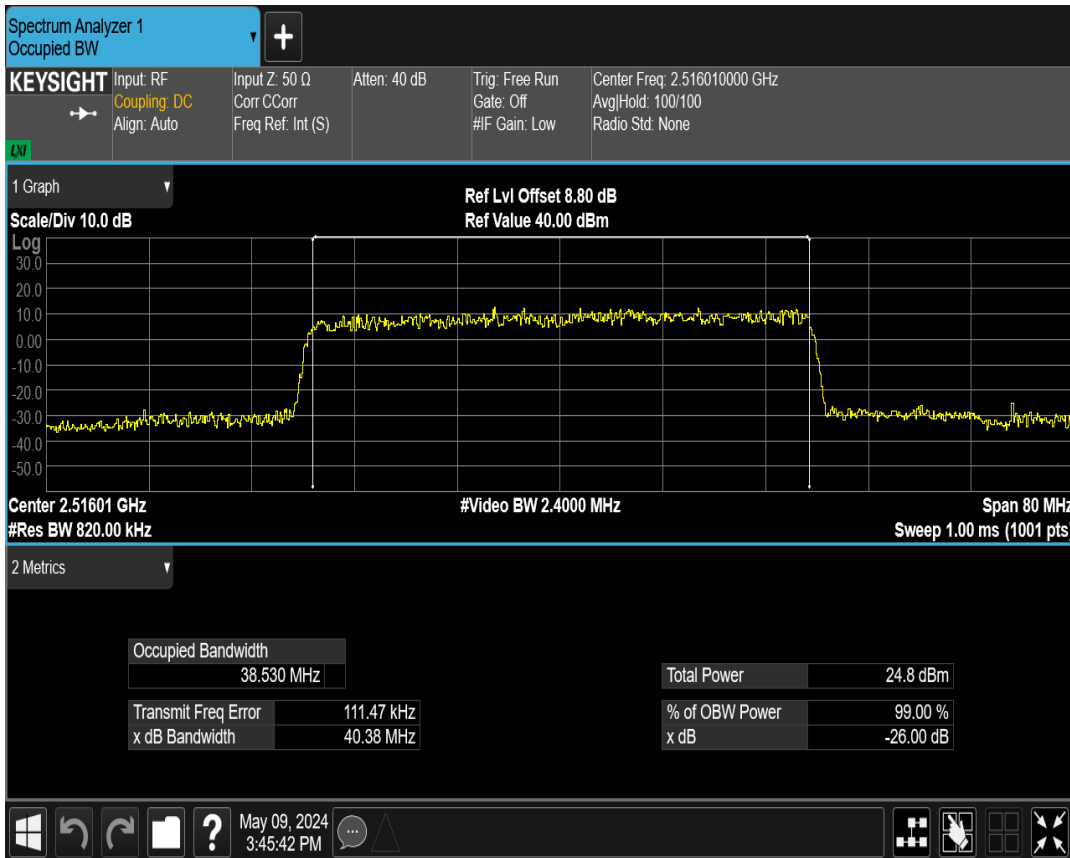 Spectrum Analyzer 1
Occupied BW
+
KEYSIGHT
LXI
Input: RF
Coupling: DC
Align: Auto
Input Z: 50 Ω
Corr CCorr
Freq Ref: Int (S)
Atten: 40 dB
Trig: Free Run
Gate: Off
#IF Gain: Low
Center Freq: 2.516010000 GHz
Avg|Hold: 100/100
Radio Std: None
1 Graph
Scale/Div 10.0 dB
Ref Lvl Offset 8.80 dB
Ref Value 40.00 dBm
Log
30.0
20.0
10.0
0.00
-10.0
-20.0
-30.0
-40.0
-50.0
Center 2.51601 GHz
#Video BW 2.4000 MHz
Span 80 MHz
#Res BW 820.00 kHz
Sweep 1.00 ms (1001 pts)
2 Metrics
Occupied Bandwidth
38.530 MHz
Total Power 24.8 dBm
Transmit Freq Error 111.47 kHz
% of OBW Power 99.00 %
x dB Bandwidth 40.38 MHz
x dB -26.00 dB
?
May 09, 2024
3:45:42 PM